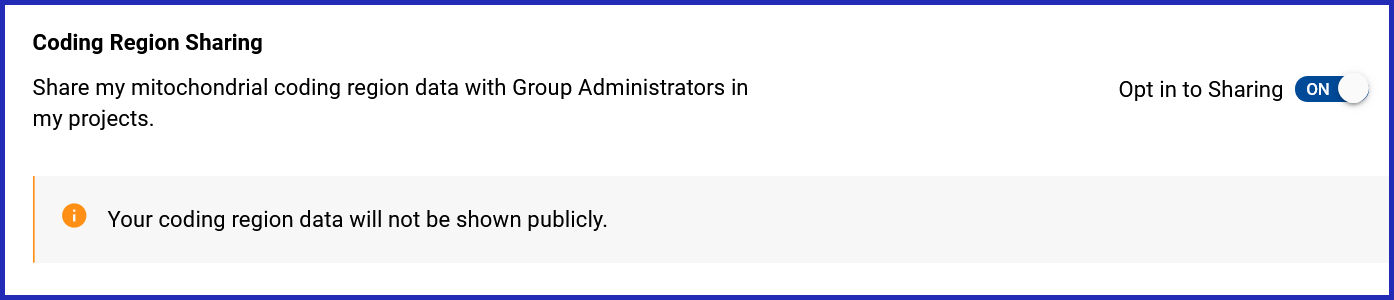 Coding Region Sharing
Share my mitochondrial coding region data with Group Administrators in
my projects.
Opt in to Sharing ON
Your coding region data will not be shown publicly.